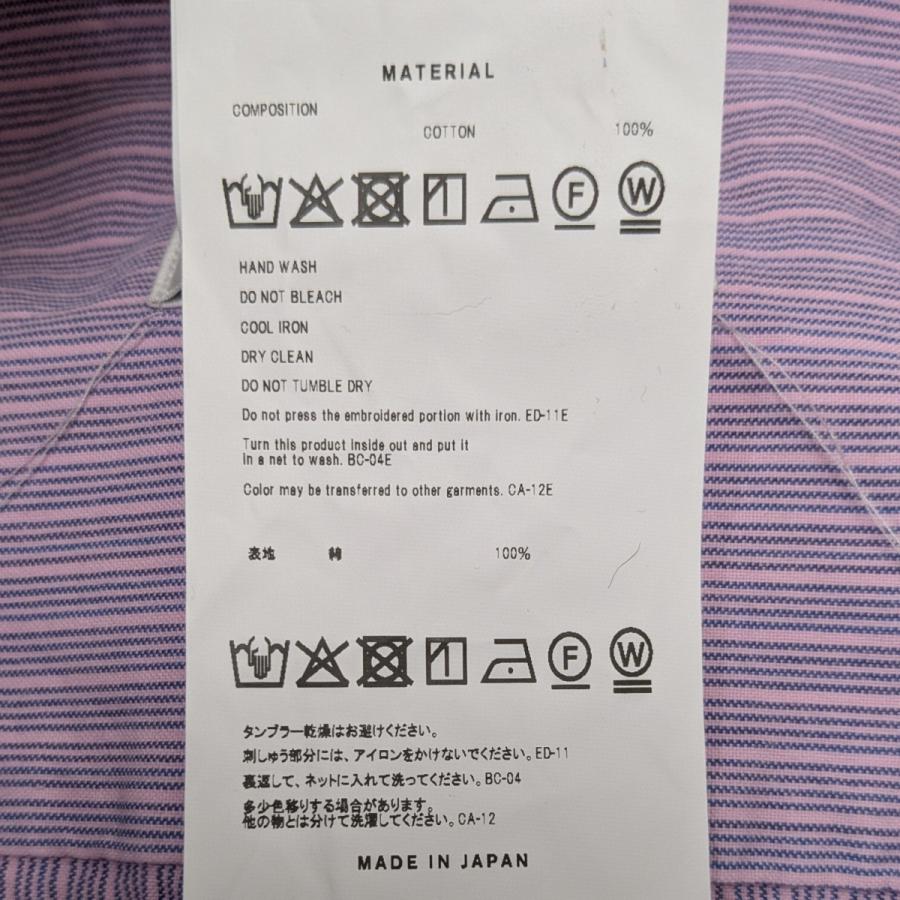 MATERIAL
COMPOSITION
COTTON 100%
F W
HAND WASH
DO NOT BLEACH
COOL IRON
DRY CLEAN
DO NOT TUMBLE DRY
Do not press the embroidered portion with iron. ED-11E
Turn this product inside out and put it
in a net to wash. BC-04E
Color may be transferred to other garments. CA-12E
表地 綿 100%
F W
タンブラー乾燥はお避けください。
刺しゅう部分には、アイロンをかけないでください。ED-11
裏返して、ネットに入れて洗ってください。BC-04
多少色移りする場合があります。
他の物とは分けて洗濯してください。CA-12
MADE IN JAPAN